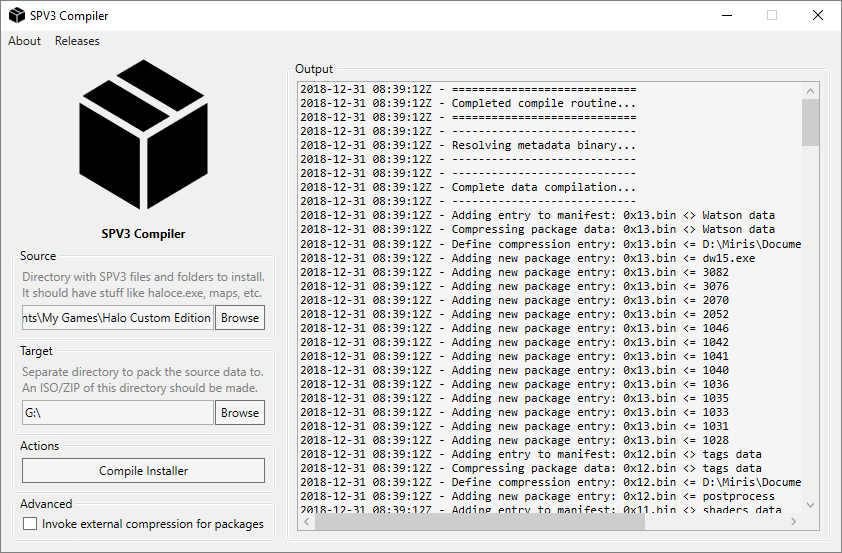 SPV3 Compiler
About Releases
SPV3 Compiler
Source
Directory with SPV3 files and folders to install.
It should have stuff like haloce.exe, maps, etc.
nts\My Games\Halo Custom Edition
Browse
Target
Separate directory to pack the source data to.
An ISO/ZIP of this directory should be made.
G:\
Browse
Actions
Compile Installer
Advanced
Invoke external compression for packages
Output
2018-12-31 08:39:12Z - ============================
2018-12-31 08:39:12Z - Completed compile routine...
2018-12-31 08:39:12Z - ============================
2018-12-31 08:39:12Z - ----------------------------
2018-12-31 08:39:12Z - Resolving metadata binary...
2018-12-31 08:39:12Z - ----------------------------
2018-12-31 08:39:12Z - ----------------------------
2018-12-31 08:39:12Z - Complete data compilation...
2018-12-31 08:39:12Z - ----------------------------
2018-12-31 08:39:12Z - Adding entry to manifest: 0x13.bin <> Watson data
2018-12-31 08:39:12Z - Compressing package data: 0x13.bin <> Watson data
2018-12-31 08:39:12Z - Define compression entry: 0x13.bin <= D:\Miris\Docume
2018-12-31 08:39:12Z - Adding new package entry: 0x13.bin <= dw15.exe
2018-12-31 08:39:12Z - Adding new package entry: 0x13.bin <= 3082
2018-12-31 08:39:12Z - Adding new package entry: 0x13.bin <= 3076
2018-12-31 08:39:12Z - Adding new package entry: 0x13.bin <= 2070
2018-12-31 08:39:12Z - Adding new package entry: 0x13.bin <= 2052
2018-12-31 08:39:12Z - Adding new package entry: 0x13.bin <= 1046
2018-12-31 08:39:12Z - Adding new package entry: 0x13.bin <= 1042
2018-12-31 08:39:12Z - Adding new package entry: 0x13.bin <= 1041
2018-12-31 08:39:12Z - Adding new package entry: 0x13.bin <= 1040
2018-12-31 08:39:12Z - Adding new package entry: 0x13.bin <= 1036
2018-12-31 08:39:12Z - Adding new package entry: 0x13.bin <= 1035
2018-12-31 08:39:12Z - Adding new package entry: 0x13.bin <= 1033
2018-12-31 08:39:12Z - Adding new package entry: 0x13.bin <= 1031
2018-12-31 08:39:12Z - Adding new package entry: 0x13.bin <= 1028
2018-12-31 08:39:12Z - Adding entry to manifest: 0x12.bin <> tags data
2018-12-31 08:39:12Z - Compressing package data: 0x12.bin <> tags data
2018-12-31 08:39:12Z - Define compression entry: 0x12.bin <= D:\Miris\Docume
2018-12-31 08:39:12Z - Adding new package entry: 0x12.bin <= postprocess
2018-12-31 08:39:12Z - Adding entry to manifest: 0x11.bin <> shaders data